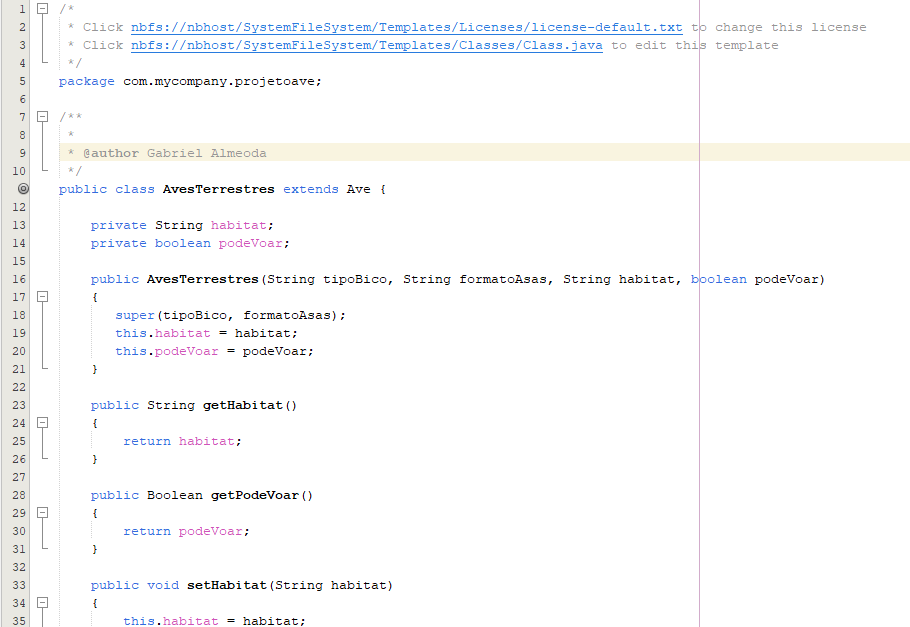 1 /*
2  * Click nbfs://nbhost/SystemFileSystem/Templates/Licenses/license-default.txt to change this license
3  * Click nbfs://nbhost/SystemFileSystem/Templates/Classes/Class.java to edit this template
4  */
5 package com.mycompany.projetoave;
6
7 /**
8  *
9  * @author Gabriel Almeoda
10  */
public class AvesTerrestres extends Ave {
12
13     private String habitat;
14     private boolean podeVoar;
15
16     public AvesTerrestres(String tipoBico, String formatoAsas, String habitat, boolean podeVoar)
17     {
18        super(tipoBico, formatoAsas);
19        this.habitat = habitat;
20        this.podeVoar = podeVoar;
21     }
22
23     public String getHabitat()
24     {
25         return habitat;
26     }
27
28     public Boolean getPodeVoar()
29     {
30         return podeVoar;
31     }
32
33     public void setHabitat(String habitat)
34     {
35         this.habitat = habitat;